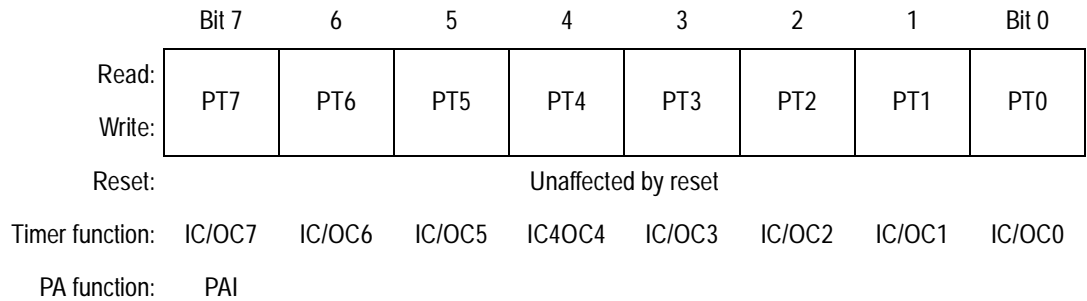 Bit 7 6 5 4 3 2 1 Bit 0
Read:
PT7 PT6 PT5 PT4 PT3 PT2 PT1 PT0
Write:
Reset: Unaffected by reset
Timer function: IC/OC7 IC/OC6 IC/OC5 IC4OC4 IC/OC3 IC/OC2 IC/OC1 IC/OC0
PA function: PAI